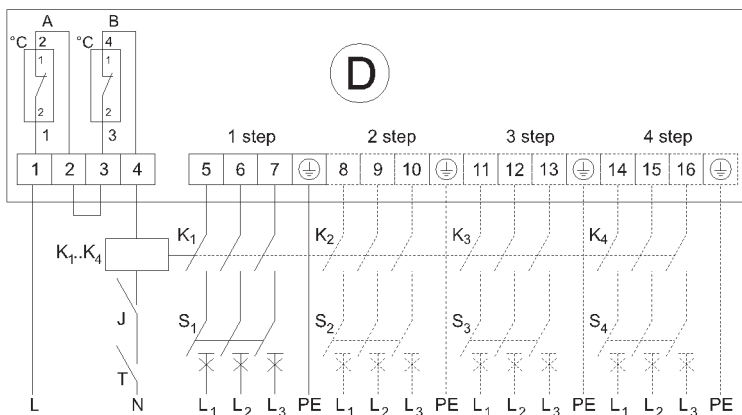 A B
°C 2 °C 4
1 1
D
2 2
1 3
1 step 2 step 3 step 4 step
1 2 3 4 5 6 7 8 9 10 11 12 13 14 15 16
K₁ K₂ K₃ K₄
K₁..K₄
J S₁ S₂ S₃ S₄
T
L N L₁ L₂ L₃ PE L₁ L₂ L₃ PE L₁ L₂ L₃ PE L₁ L₂ L₃ PE